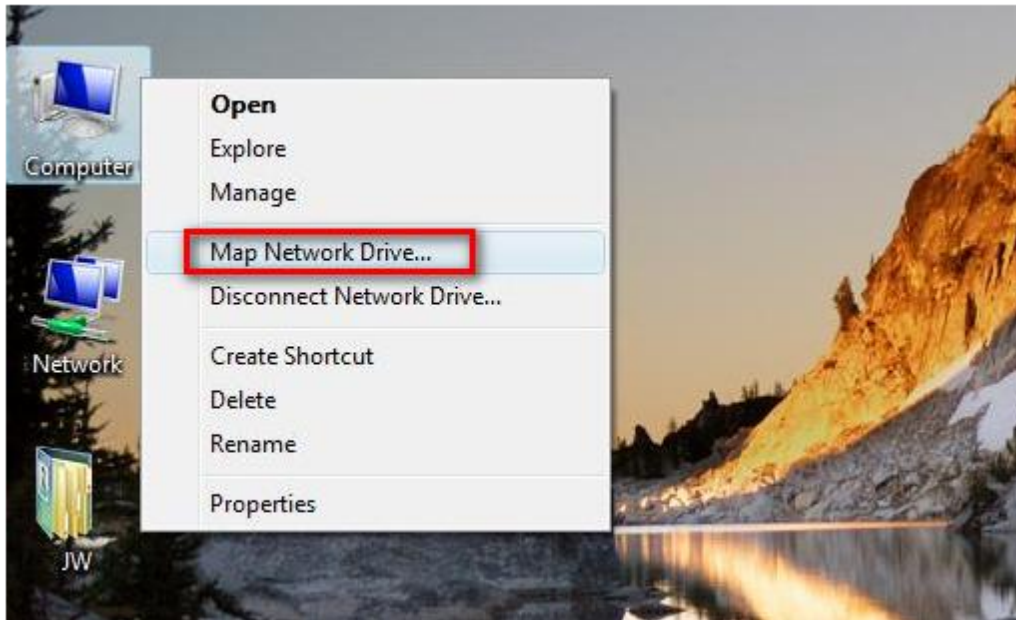 Computer
Open
Explore
Manage
Map Network Drive...
Disconnect Network Drive...
Network
Create Shortcut
Delete
Rename
Properties
JW